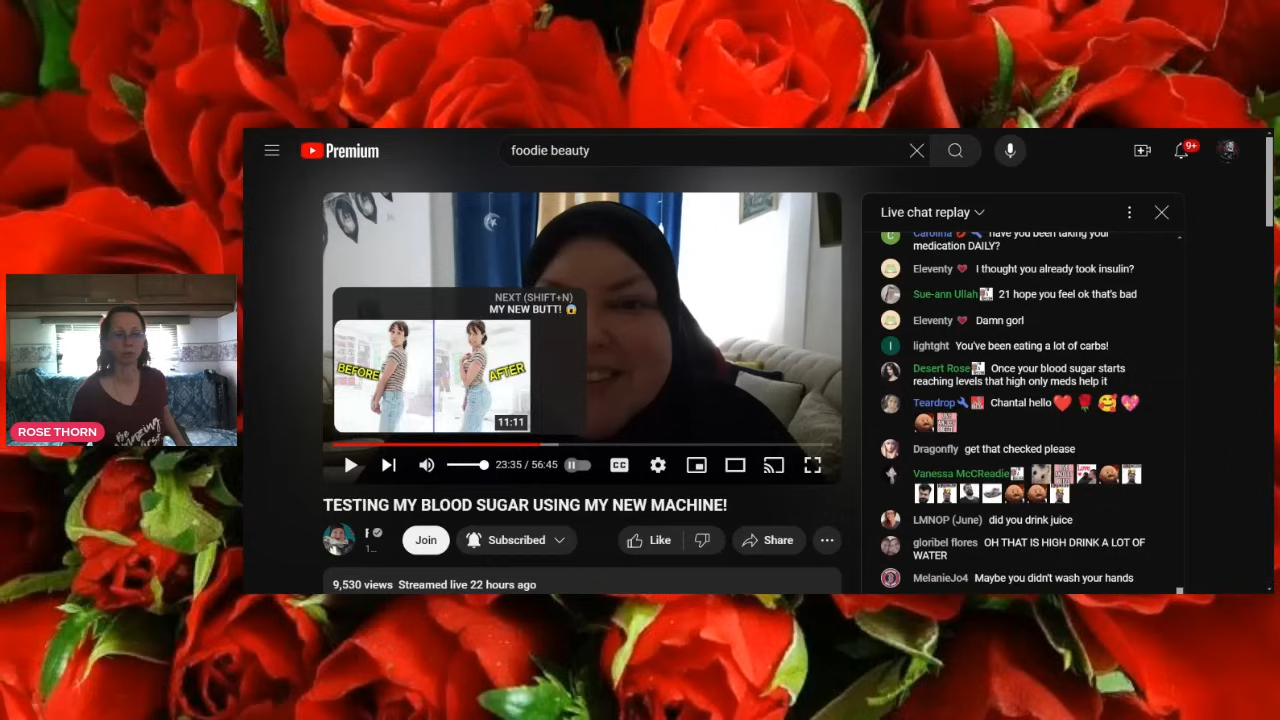 Premium
foodie beauty
9+
Live chat replay
Carolina have you been taking your
medication DAILY?
Eleventy I thought you already took insulin?
Sue-ann Ullah 21 hope you feel ok that's bad
Eleventy Damn gorl
lightght You've been eating a lot of carbs!
Desert Rose Once your blood sugar starts
reaching levels that high only meds help it
Teardrop Chantal hello
Dragonfly get that checked please
Vanessa McCReadie
LMNOP (June) did you drink juice
gloribel flores OH THAT IS HIGH DRINK A LOT OF
WATER
MelanieJo4 Maybe you didn't wash your hands
NEXT (SHIFT+N)
MY NEW BUTT!
BEFORE
AFTER
11:11
23:35 / 56:45
CC
TESTING MY BLOOD SUGAR USING MY NEW MACHINE!
F
1...
Join
Subscribed
Like
Share
9,530 views Streamed live 22 hours ago
ROSE THORN